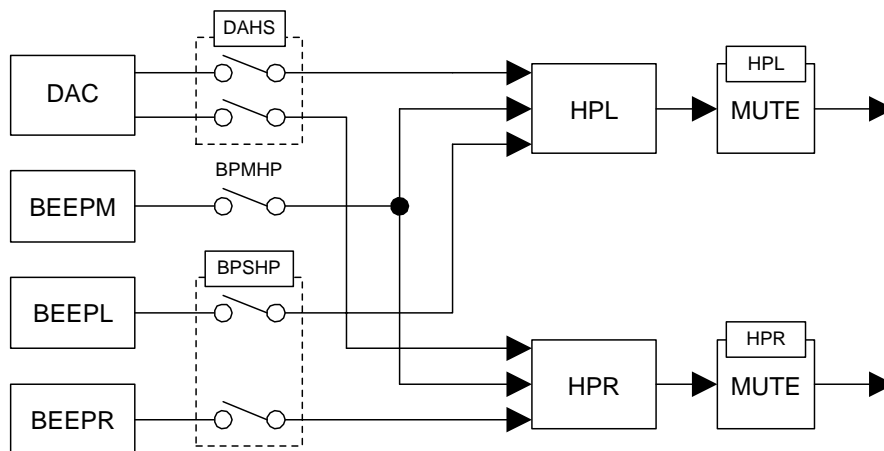 DAHS
HPL
DAC
HPL
MUTE
BPMHP
BEEPM
BPSHP
BEEPL
HPR
HPR
MUTE
BEEPR